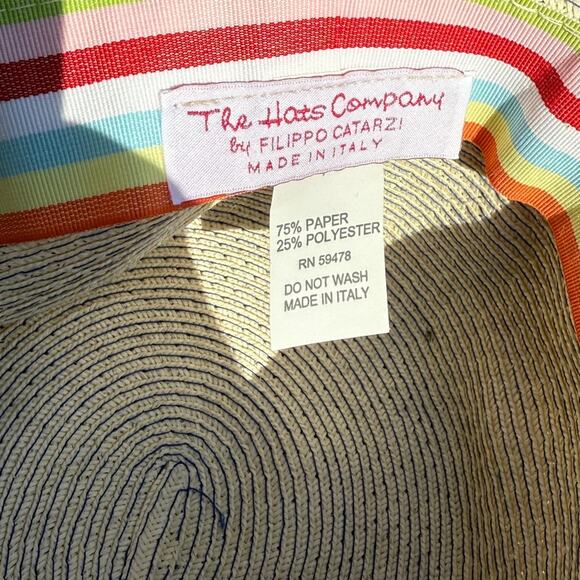 The Hats Company
by FILIPPO CATARZI
MADE IN ITALY
75% PAPER
25% POLYESTER
RN 59478
DO NOT WASH
MADE IN ITALY